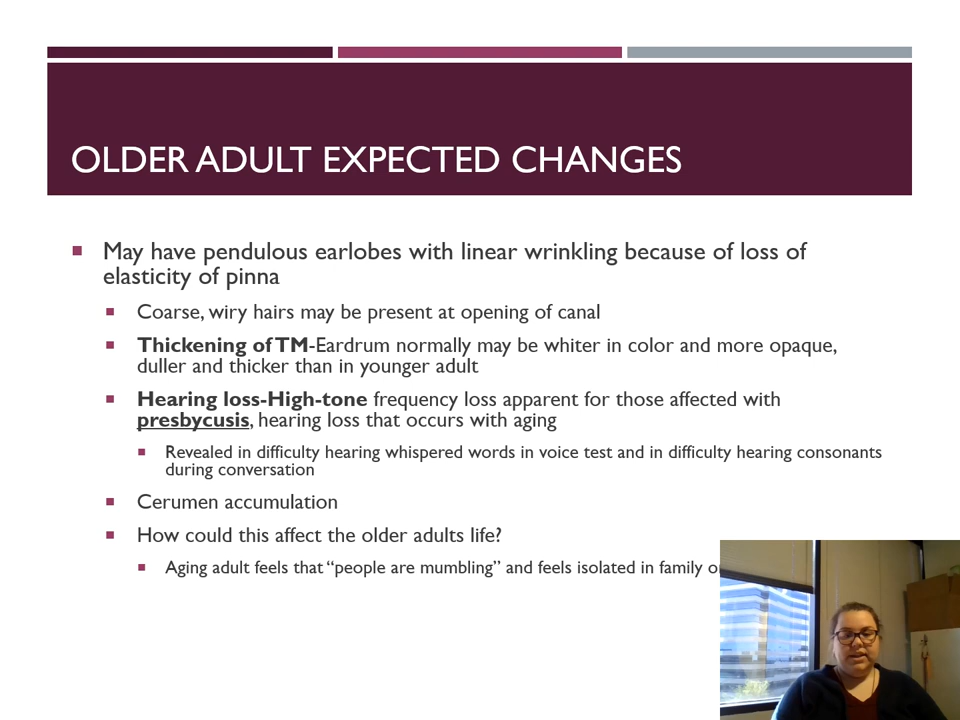 OLDER ADULT EXPECTED CHANGES
May have pendulous earlobes with linear wrinkling because of loss of
elasticity of pinna
Coarse, wiry hairs may be present at opening of canal
Thickening of TM-Eardrum normally may be whiter in color and more opaque,
duller and thicker than in younger adult
Hearing loss-High-tone frequency loss apparent for those affected with
presbycusis, hearing loss that occurs with aging
Revealed in difficulty hearing whispered words in voice test and in difficulty hearing consonants
during conversation
Cerumen accumulation
How could this affect the older adults life?
Aging adult feels that “people are mumbling” and feels isolated in family